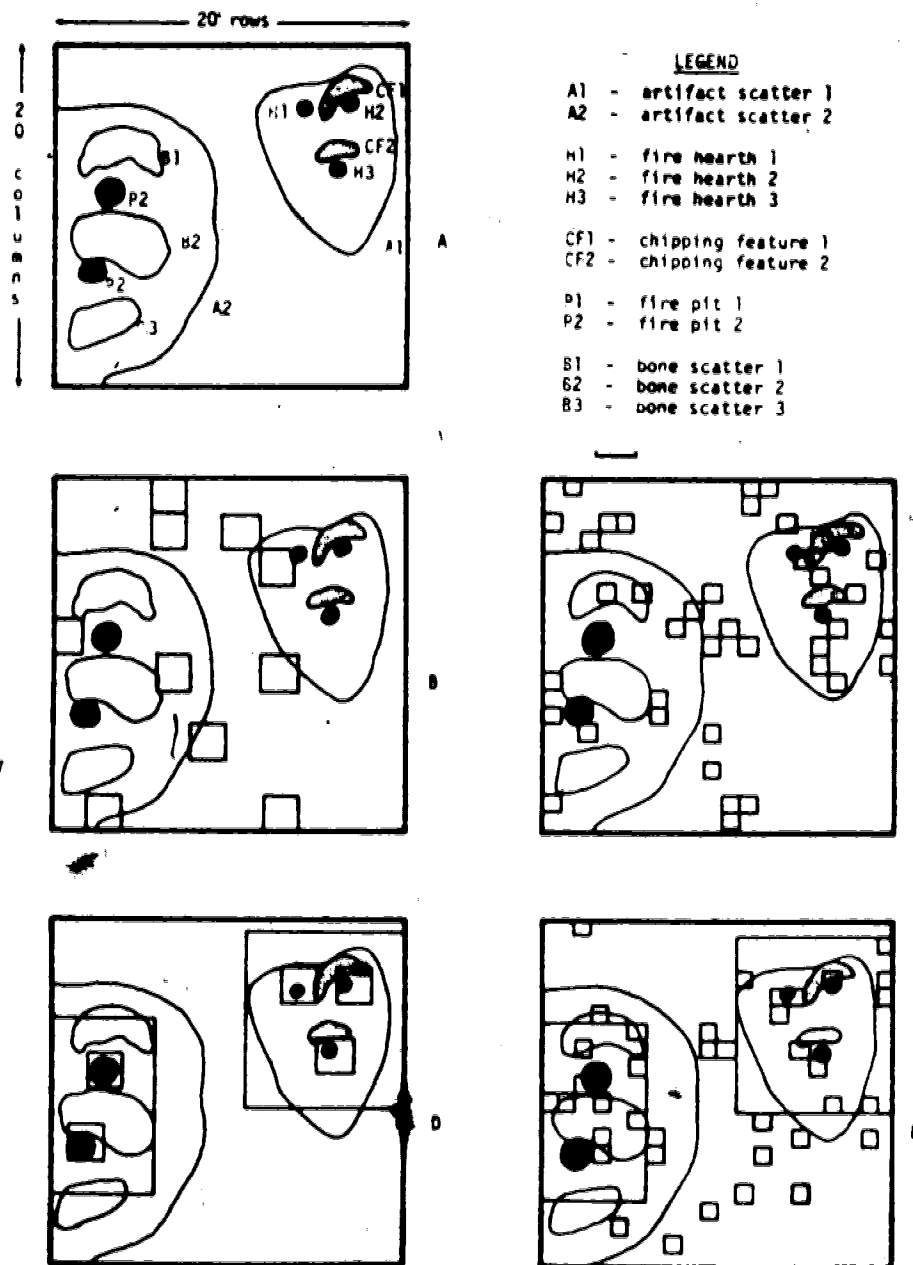 20' rows
20 columns
LEGEND
A1 - artifact scatter 1
A2 - artifact scatter 2
H1 - fire hearth 1
H2 - fire hearth 2
H3 - fire hearth 3
CF1 - chipping feature 1
CF2 - chipping feature 2
P1 - fire pit 1
P2 - fire pit 2
B1 - bone scatter 1
B2 - bone scatter 2
B3 - bone scatter 3
CF1
H1
H2
CF2
B1
H3
P2
B2
A1
A
P2
A2
3
B
D